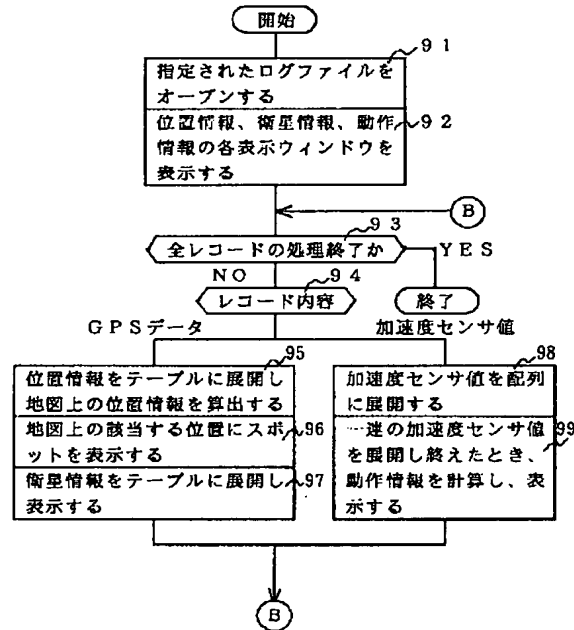 開始
91
指定されたログファイルを
オープンする
位置情報、衛星情報、動作
92
情報の各表示ウィンドウを
表示する
B
93
全レコードの処理終了か
YES
NO
94
レコード内容
終了
GPSデータ
加速度センサ値
95
位置情報をテーブルに展開し
地図上の位置情報を算出する
地図上の該当する位置にスポ
96
ットを表示する
衛星情報をテーブルに展開し
97
表示する
98
加速度センサ値を配列
に展開する
一連の加速度センサ値
99
を展開し終えたとき、
動作情報を計算し、表
示する
B